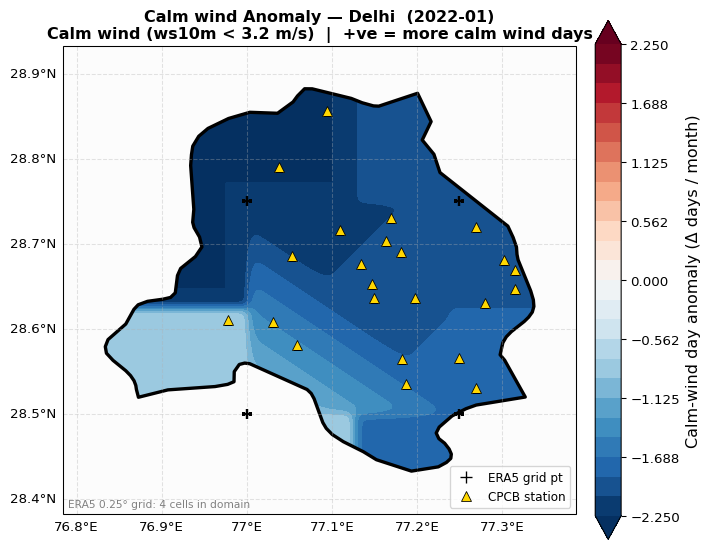 Calm wind Anomaly — Delhi  (2022-01)
Calm wind (ws10m < 3.2 m/s)  |  +ve = more calm wind days
28.9°N
28.8°N
28.7°N
28.6°N
28.5°N
28.4°N
76.8°E
76.9°E
77°E
77.1°E
77.2°E
77.3°E
ERA5 0.25° grid: 4 cells in domain
ERA5 grid pt
CPCB station
2.250
1.688
1.125
0.562
0.000
−0.562
−1.125
−1.688
−2.250
Calm-wind day anomaly (Δ days / month)